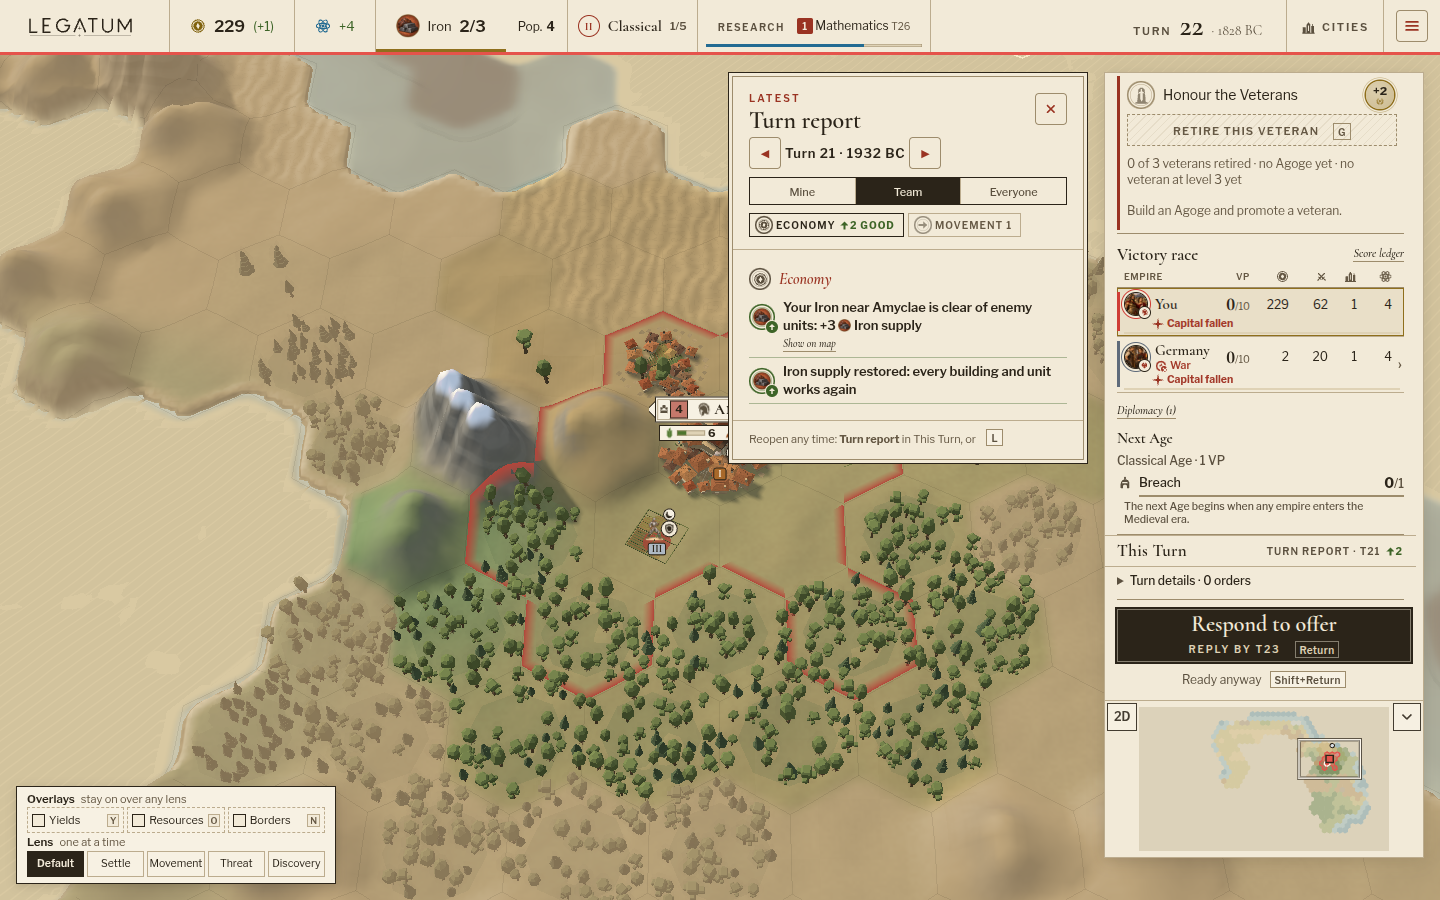 LEGATUM
229 (+1)
+4
Iron 2/3
Pop. 4
II Classical 1/5
RESEARCH 1 Mathematics T26
TURN 22 · 1828 BC
CITIES
LATEST
Turn report
Turn 21 · 1932 BC
Mine Team Everyone
ECONOMY 2 GOOD
MOVEMENT 1
Economy
Your Iron near Amyclae is clear of enemy
units: +3 Iron supply
Show on map
Iron supply restored: every building and unit
works again
Reopen any time: Turn report in This Turn, or L
4
6
I
III
Honour the Veterans +2
RETIRE THIS VETERAN G
0 of 3 veterans retired · no Agoge yet · no
veteran at level 3 yet
Build an Agoge and promote a veteran.
Victory race Score ledger
EMPIRE VP
You 0/10 229 62 1 4
Capital fallen
Germany 0/10 2 20 1 4
War
Capital fallen
Diplomacy (1)
Next Age
Classical Age · 1 VP
Breach 0/1
The next Age begins when any empire enters the
Medieval era.
This Turn TURN REPORT · T21 2
Turn details · 0 orders
Respond to offer
REPLY BY T23 Return
Ready anyway Shift+Return
2D
Overlays stay on over any lens
Yields Y Resources O Borders N
Lens one at a time
Default Settle Movement Threat Discovery